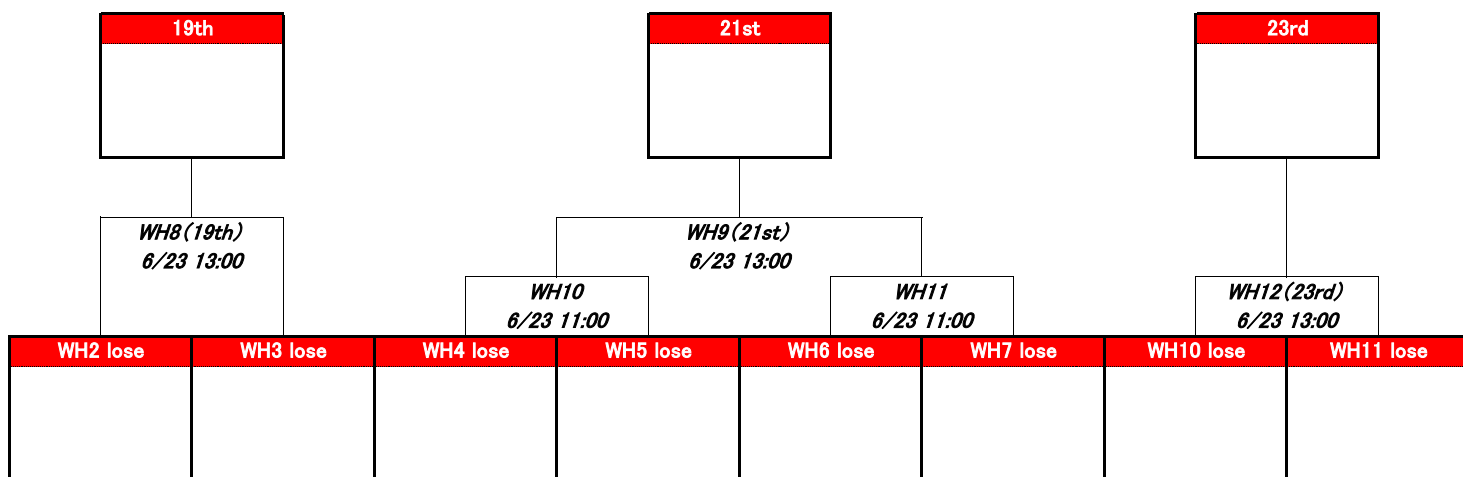 19th
21st
23rd
WH8(19th)
6/23 13:00
WH9(21st)
6/23 13:00
WH10
6/23 11:00
WH11
6/23 11:00
WH12(23rd)
6/23 13:00
WH2 lose
WH3 lose
WH4 lose
WH5 lose
WH6 lose
WH7 lose
WH10 lose
WH11 lose